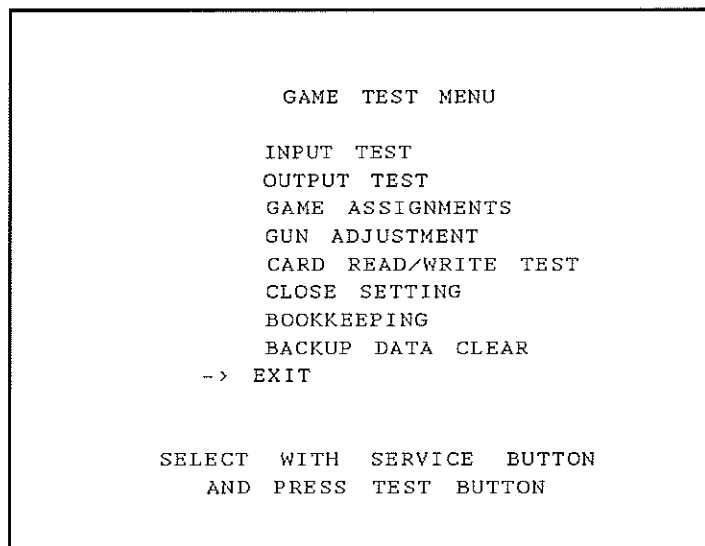 GAME TEST MENU
INPUT TEST
OUTPUT TEST
GAME ASSIGNMENTS
GUN ADJUSTMENT
CARD READ/WRITE TEST
CLOSE SETTING
BOOKKEEPING
BACKUP DATA CLEAR
-> EXIT
SELECT WITH SERVICE BUTTON
AND PRESS TEST BUTTON